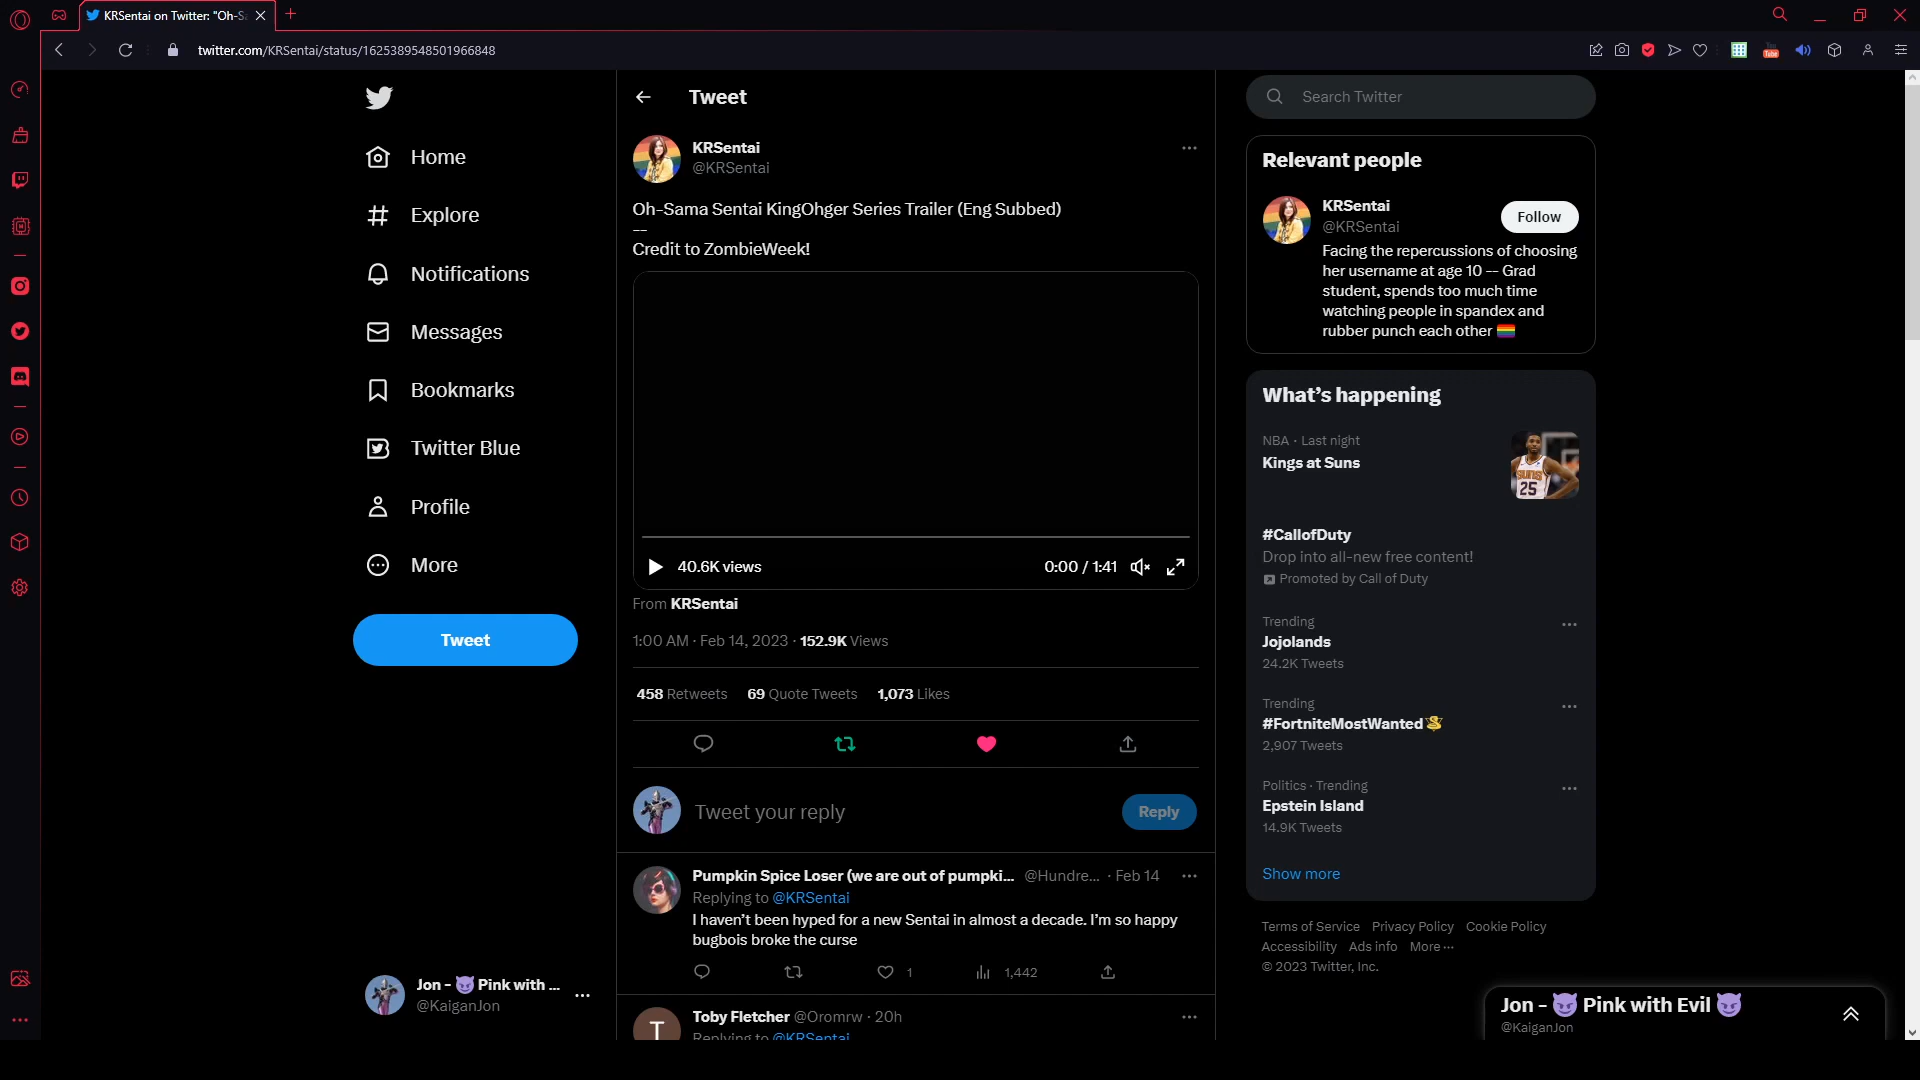 KRSentai on Twitter: "Oh-Sa
twitter.com/KRSentai/status/1625389548501966848
Home
Explore
Notifications
Messages
Bookmarks
Twitter Blue
Profile
More
Tweet
Jon - 😈 Pink with ...
@KaiganJon
Tweet
KRSentai
@KRSentai
Oh-Sama Sentai KingOhger Series Trailer (Eng Subbed)
--
Credit to ZombieWeek!
40.6K views
0:00 / 1:41
From KRSentai
1:00 AM · Feb 14, 2023 · 152.9K Views
458 Retweets 69 Quote Tweets 1,073 Likes
Tweet your reply
Reply
Pumpkin Spice Loser (we are out of pumpki... @Hundre... · Feb 14
Replying to @KRSentai
I haven't been hyped for a new Sentai in almost a decade. I'm so happy
bugbois broke the curse
1 1,442
T
Toby Fletcher @Oromrw · 20h
Replying to @KRSentai
Search Twitter
Relevant people
KRSentai
@KRSentai
Follow
Facing the repercussions of choosing
her username at age 10 -- Grad
student, spends too much time
watching people in spandex and
rubber punch each other 🏳️‍🌈
What's happening
NBA · Last night
Kings at Suns
SUNS
25
#CallofDuty
Drop into all-new free content!
Promoted by Call of Duty
Trending
Jojolands
24.2K Tweets
Trending
#FortniteMostWanted
2,907 Tweets
Politics · Trending
Epstein Island
14.9K Tweets
Show more
Terms of Service Privacy Policy Cookie Policy
Accessibility Ads info More ...
© 2023 Twitter, Inc.
Jon - 😈 Pink with Evil 😈
@KaiganJon